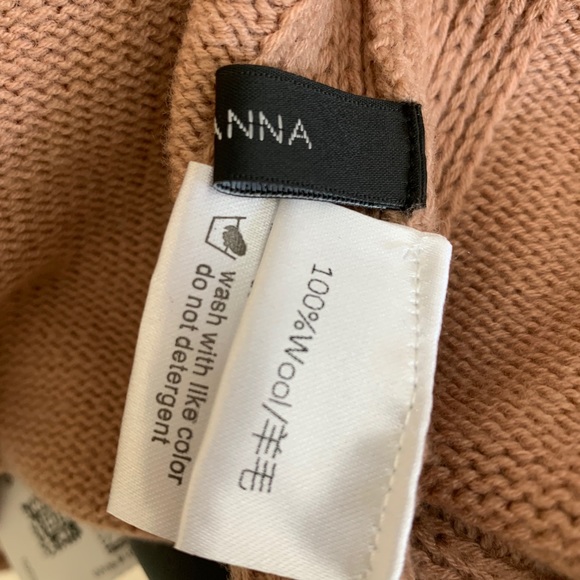 ANNA
wash with like color
do not detergent
100%Wool/羊毛